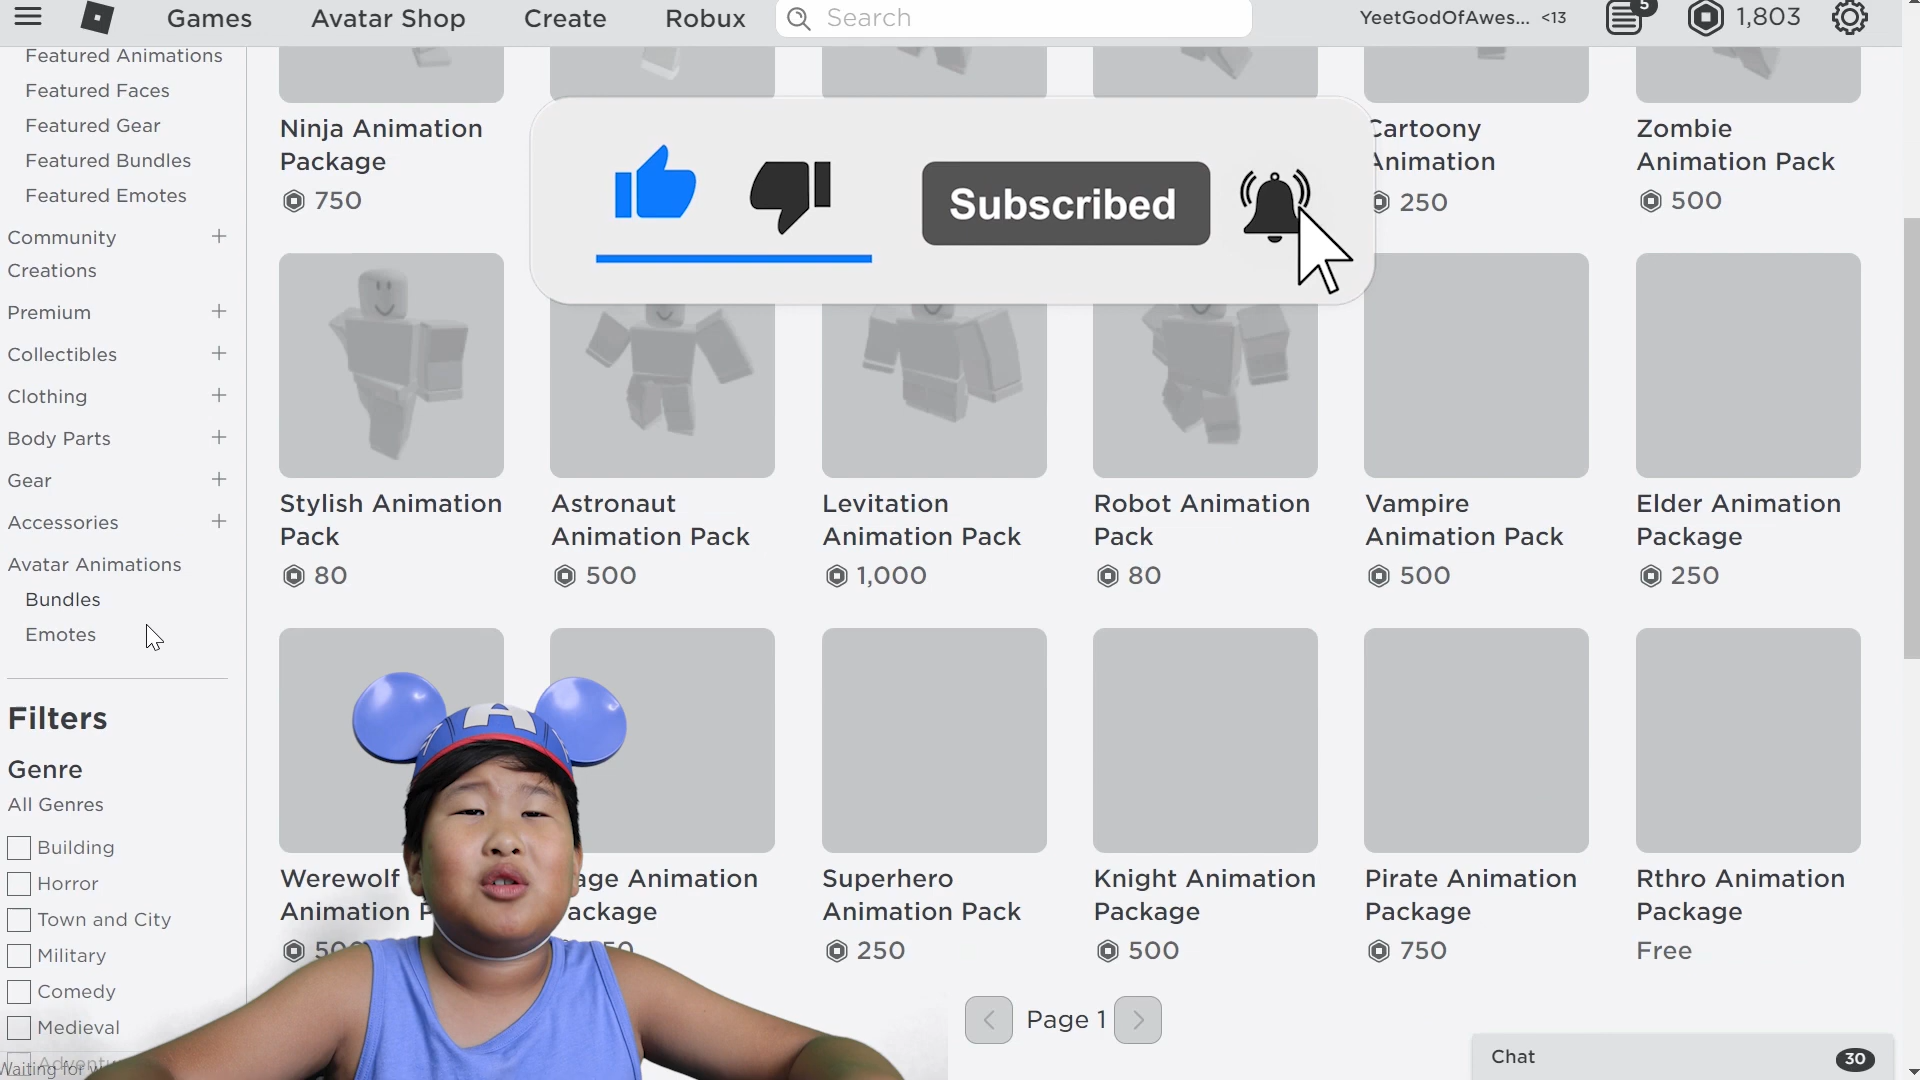 Games
Avatar Shop
Create
Robux
Search
YeetGodOfAwes... <13
5
1,803
Featured Animations
Featured Faces
Featured Gear
Featured Bundles
Featured Emotes
Community
Creations
Premium
Collectibles
Clothing
Body Parts
Gear
Accessories
Avatar Animations
Bundles
Emotes
Filters
Genre
All Genres
Building
Horror
Town and City
Military
Comedy
Medieval
Waiting for
Ninja Animation
Package
750
Subscribed
Cartoony
Animation
250
Zombie
Animation Pack
500
Stylish Animation
Pack
80
Astronaut
Animation Pack
500
Levitation
Animation Pack
1,000
Robot Animation
Pack
80
Vampire
Animation Pack
500
Elder Animation
Package
250
A
Werewolf
Animation
Animation
Superhero
Animation Pack
250
Knight Animation
Package
500
Pirate Animation
Package
750
Rthro Animation
Package
Free
Page 1
Chat
30